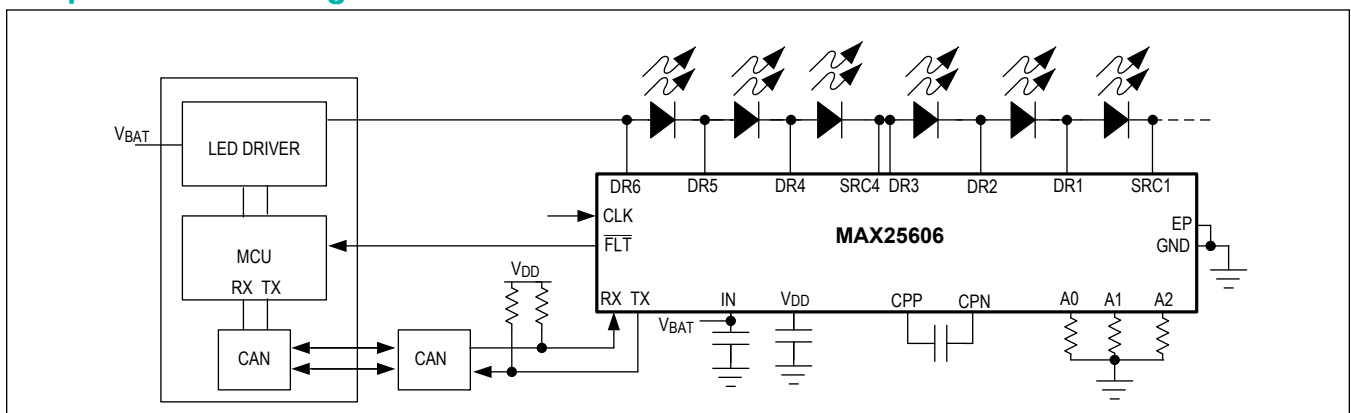 VBAT
LED DRIVER
MCU
RX TX
CAN
CAN
VDD
DR6 DR5 DR4 SRC4 DR3 DR2 DR1 SRC1
CLK
FLT
MAX25606
EP
GND
RX TX IN VDD CPP CPN A0 A1 A2
VBAT